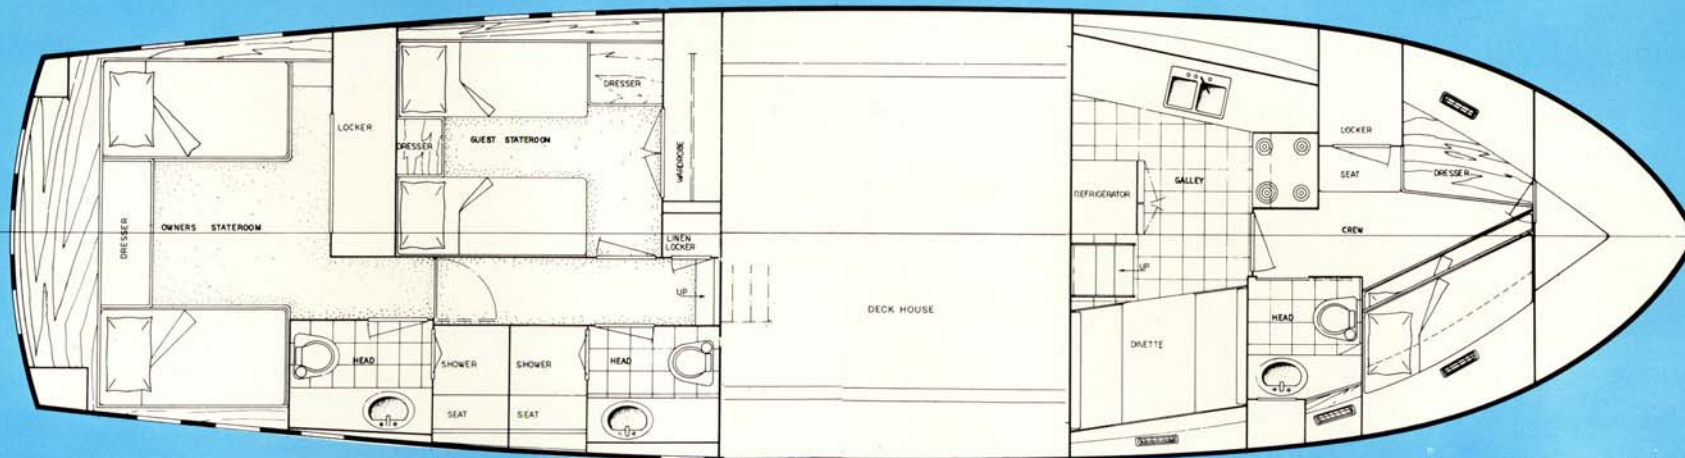 LOCKER
DRESSER
DRESSER
GUEST STATEROOM
WARDROBE
DRESSER
OWNERS STATEROOM
LINEN
LOCKER
UP
HEAD
SHOWER
SHOWER
HEAD
SEAT
SEAT
DECK HOUSE
REFRIGERATOR
GALLEY
UP
DINETTE
LOCKER
SEAT
DRESSER
CREW
HEAD